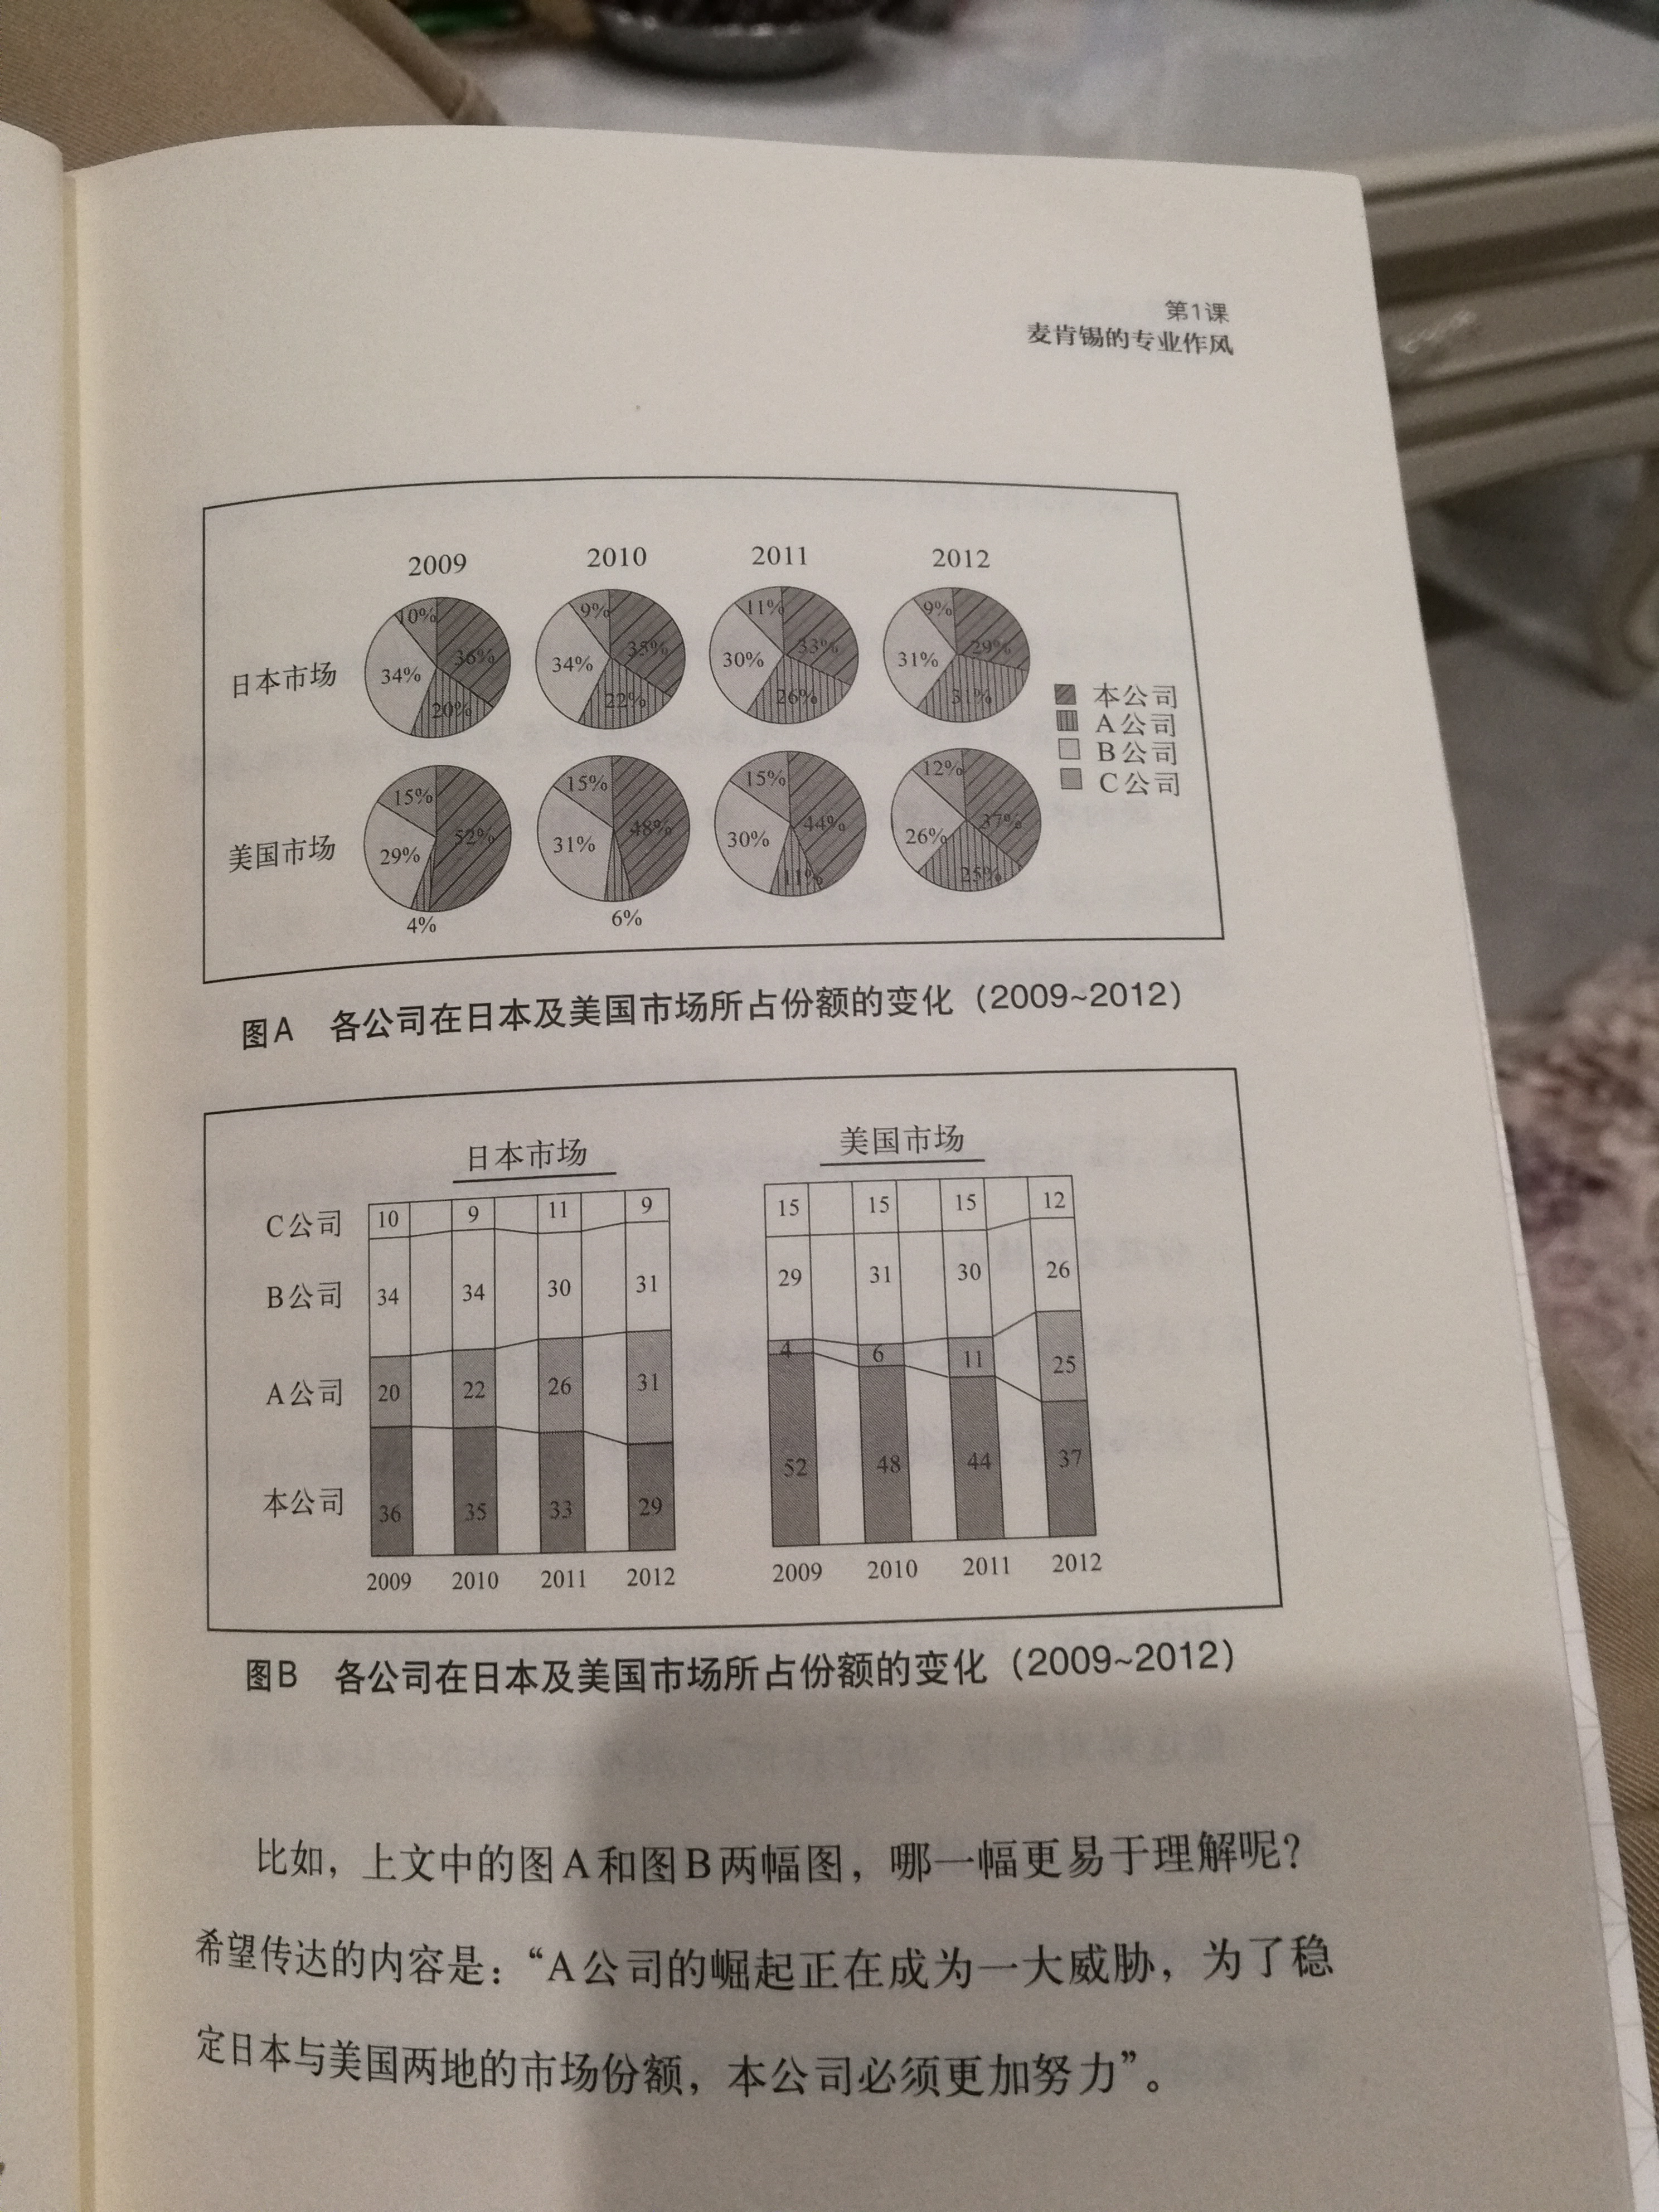 第1课
麦肯锡的专业作风
2009 2010 2011 2012
日本市场
10% 36% 34% 20%
9% 35% 34% 22%
11% 33% 30% 26%
9% 29% 31% 31%
美国市场
15% 52% 29% 4%
15% 48% 31% 6%
15% 44% 30% 11%
12% 37% 26% 25%
本公司
A公司
B公司
C公司
图A 各公司在日本及美国市场所占份额的变化（2009~2012）
日本市场 美国市场
C公司 10 9 11 9 15 15 15 12
B公司 34 34 30 31 29 31 30 26
A公司 20 22 26 31 4 6 11 25
本公司 36 35 33 29 52 48 44 37
2009 2010 2011 2012 2009 2010 2011 2012
图B 各公司在日本及美国市场所占份额的变化（2009~2012）
比如，上文中的图A和图B两幅图，哪一幅更易于理解呢？
希望传达的内容是：“A公司的崛起正在成为一大威胁，为了稳
定日本与美国两地的市场份额，本公司必须更加努力”。